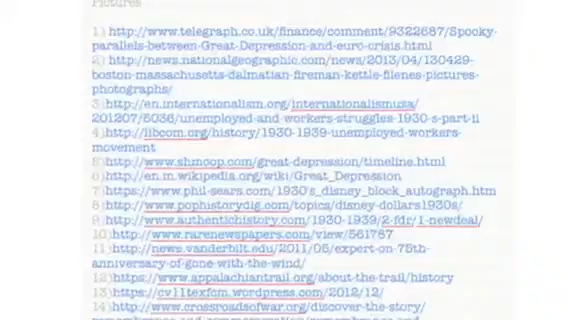 Pictures
1) http://www.telegraph.co.uk/finance/comment/9322687/Spooky-
parallels-between-Great-Depression-and-euro-crisis.html
2) http://news.nationalgeographic.com/news/2013/04/130429-
boston-massachusetts-dalmatian-fireman-kettle-filenes-pictures-
photographs/
3)http://en.internationalism.org/internationalismusa/
201207/5036/unemployed-and-workers-struggles-1930-s-part-ii
4)http://libcom.org/history/1930-1939-unemployed-workers-
movement
5)http://www.shmoop.com/great-depression/timeline.html
6)http://en.m.wikipedia.org/wiki/Great_Depression
7)https://www.phil-sears.com/1930's_disney_block_autograph.htm
8)http://www.pophistorydig.com/topics/disney-dollars1930s/
9)http://www.authentichistory.com/1930-1939/2-fdr/1-newdeal/
10)http://www.rarenewspapers.com/view/561787
11)http://news.vanderbilt.edu/2011/05/expert-on-75th-
anniversary-of-gone-with-the-wind/
12)https://www.appalachiantrail.org/about-the-trail/history
13)https://cv11texfcm.wordpress.com/2012/12/
14)http://www.crossroadsofwar.org/discover-the-story/